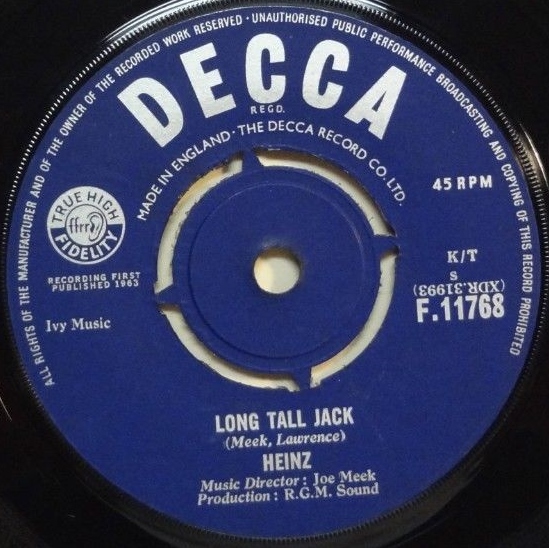 ALL RIGHTS OF THE MANUFACTURER AND OF THE OWNER OF THE RECORDED WORK RESERVED · UNAUTHORISED PUBLIC PERFORMANCE BROADCASTING AND COPYING OF THIS RECORD PROHIBITED
DECCA
REGD.
MADE IN ENGLAND · THE DECCA RECORD CO. LTD.
TRUE HIGH
ffrr
FIDELITY
RECORDING FIRST
PUBLISHED 1963
Ivy Music
45 RPM
K/T
S
(XDR.31993)
F.11768
LONG TALL JACK
(Meek, Lawrence)
HEINZ
Music Director : Joe Meek
Production : R.G.M. Sound